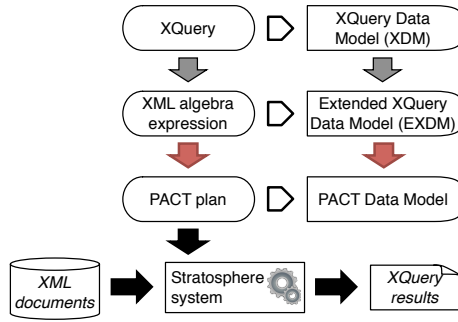 XQuery
XQuery Data
Model (XDM)
XML algebra
expression
Extended XQuery
Data Model (EXDM)
PACT plan
PACT Data Model
XML
documents
Stratosphere
system
XQuery
results